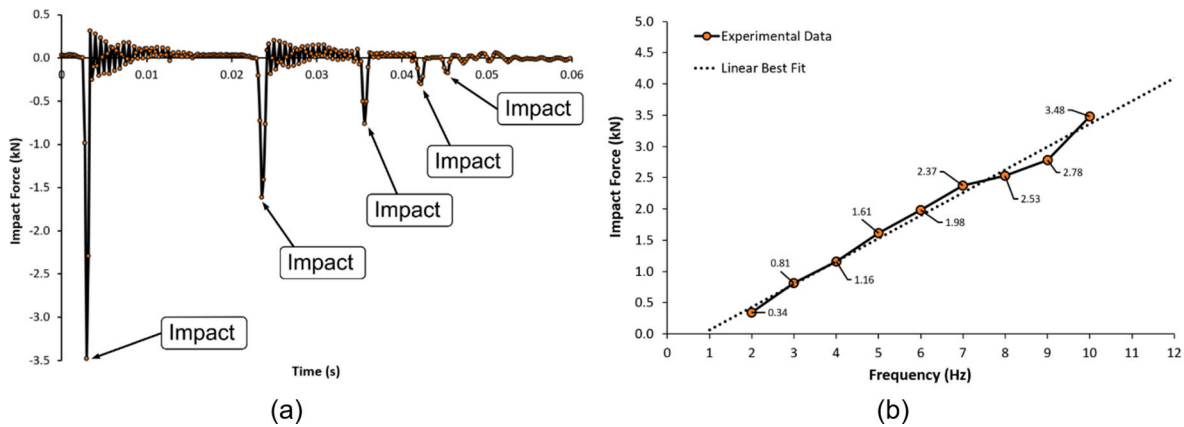 0.5
0.0
-0.5
-1.0
-1.5
-2.0
-2.5
-3.0
-3.5
Impact Force (kN)
0
0.01
0.02
0.03
0.04
0.05
0.06
Time (s)
Impact
Impact
Impact
Impact
Impact
(a)
5.0
4.5
4.0
3.5
3.0
2.5
2.0
1.5
1.0
0.5
0.0
Impact Force (kN)
Experimental Data
Linear Best Fit
0.34
0.81
1.16
1.61
1.98
2.37
2.53
2.78
3.48
0 1 2 3 4 5 6 7 8 9 10 11 12
Frequency (Hz)
(b)